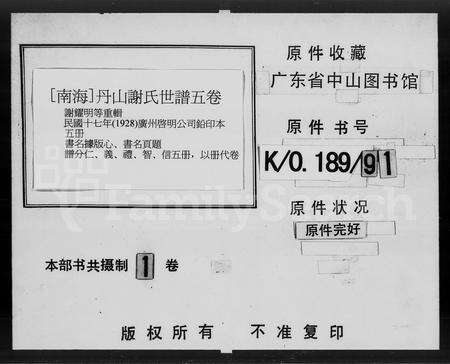 [南海]丹山謝氏世譜五卷
謝耀明等重輯
民國十七年(1928)廣州啓明公司鉛印本
五册
書名據版心、書名頁題
譜分仁、義、禮、智、信五册，以册代卷
原件收藏
广东省中山图书馆
原件书号
K/0.189/91
原件状况
原件完好
本部书共摄制 1 卷
版权所有 不准复印
FamilySearch